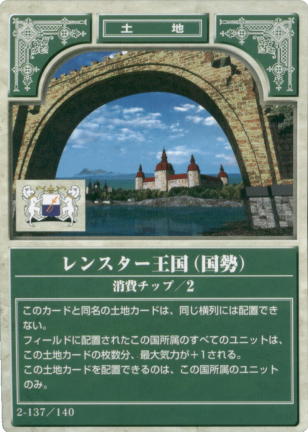 土地
レンスター王国(国勢)
消費チップ/2
このカードと同名の土地カードは、同じ横列には配置でき
ない。
フィールドに配置されたこの国所属のすべてのユニットは、
この土地カードの枚数分、最大気力が+1される。
この土地カードを配置できるのは、この国所属のユニット
のみ。
2-137/140